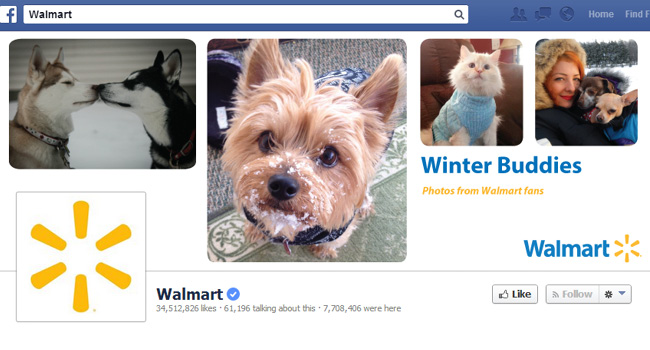 Walmart
Home Find F
Winter Buddies
Photos from Walmart fans
Walmart
Walmart
34,512,826 likes · 61,196 talking about this · 7,708,406 were here
Like
Follow